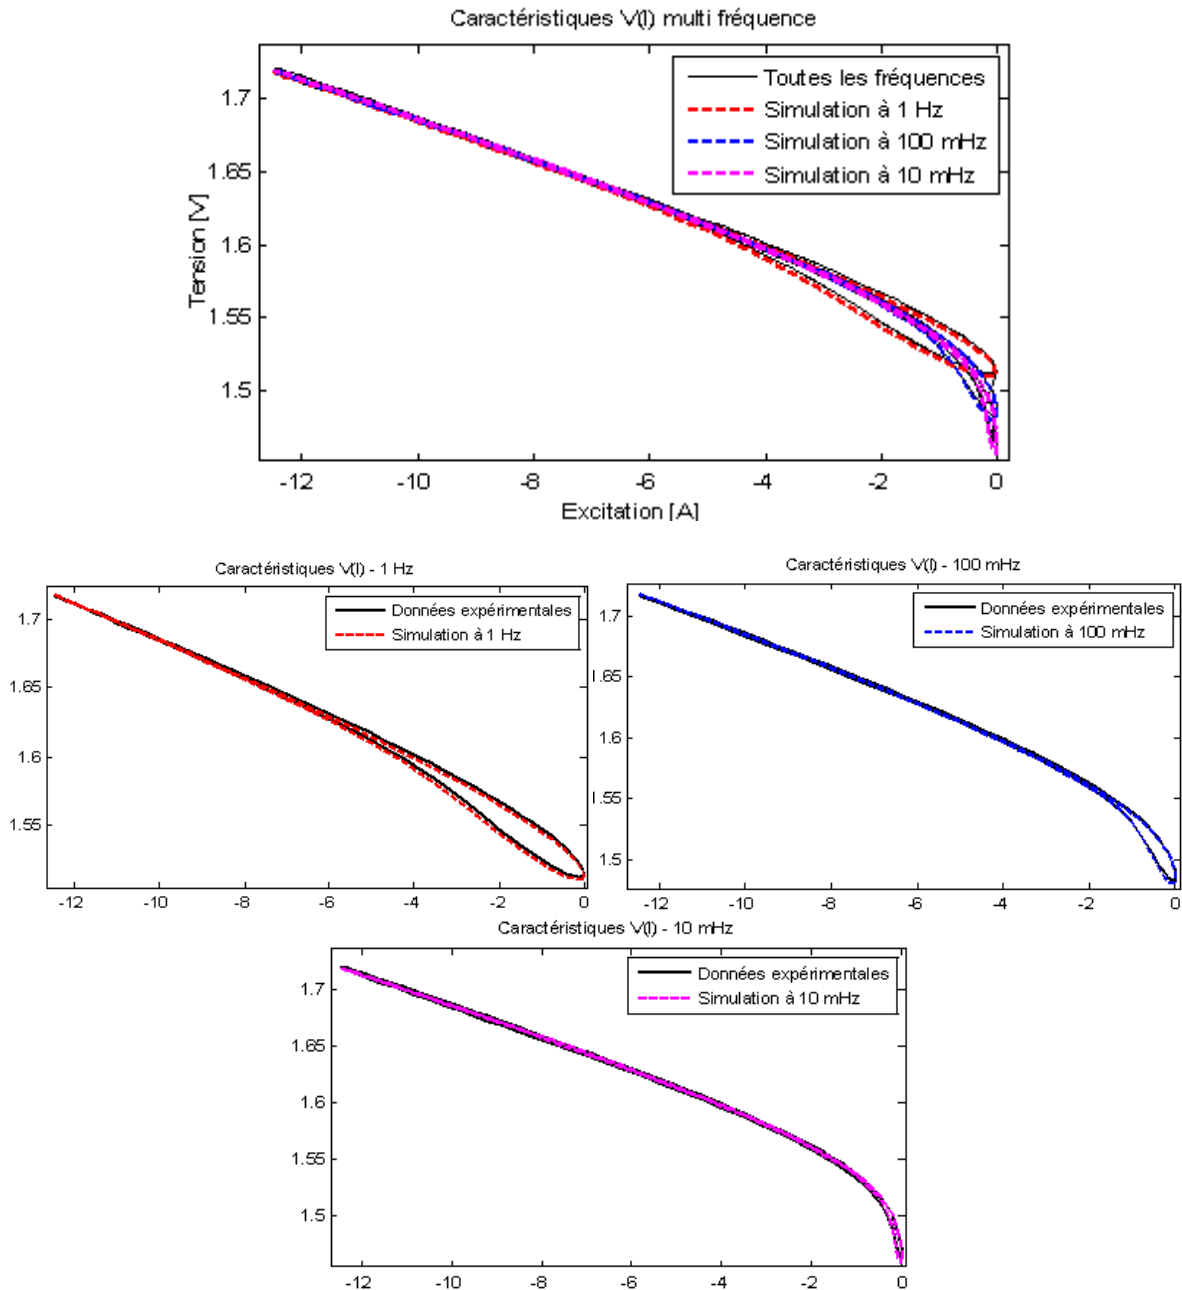 Caractéristiques V(I) multi fréquence
Toutes les fréquences
Simulation à 1 Hz
Simulation à 100 mHz
Simulation à 10 mHz
1.7
1.65
1.6
1.55
1.5
Tension [V]
-12 -10 -8 -6 -4 -2 0
Excitation [A]
Caractéristiques V(I) - 1 Hz
Données expérimentales
Simulation à 1 Hz
1.7
1.65
1.6
1.55
-12 -10 -8 -6 -4 -2 0
Caractéristiques V(I) - 100 mHz
Données expérimentales
Simulation à 100 mHz
1.7
1.65
1.6
1.55
1.5
-12 -10 -8 -6 -4 -2 0
Caractéristiques V(I) - 10 mHz
Données expérimentales
Simulation à 10 mHz
1.7
1.65
1.6
1.55
1.5
-12 -10 -8 -6 -4 -2 0